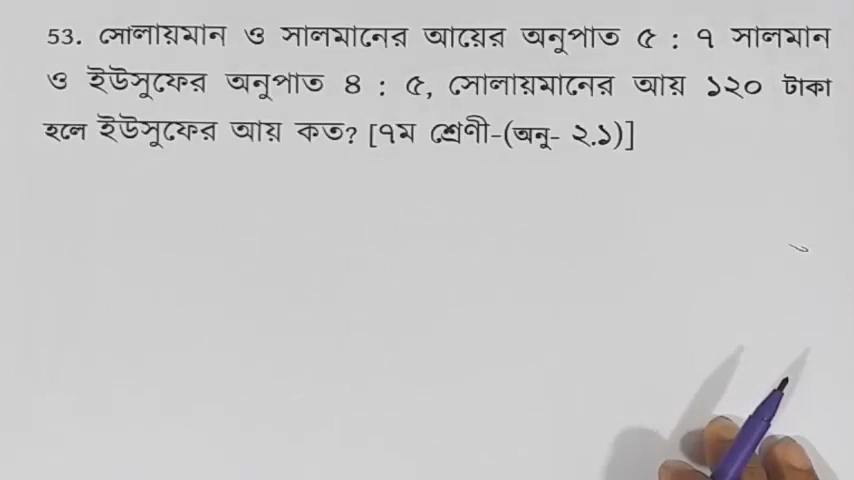 53. সোলায়মান ও সালমানের আয়ের অনুপাত ৫ : ৭ সালমান
ও ইউসুফের অনুপাত ৪ : ৫, সোলায়মানের আয় ১২০ টাকা
হলে ইউসুফের আয় কত? [৭ম শ্রেণী-(অনু- ২.১)]